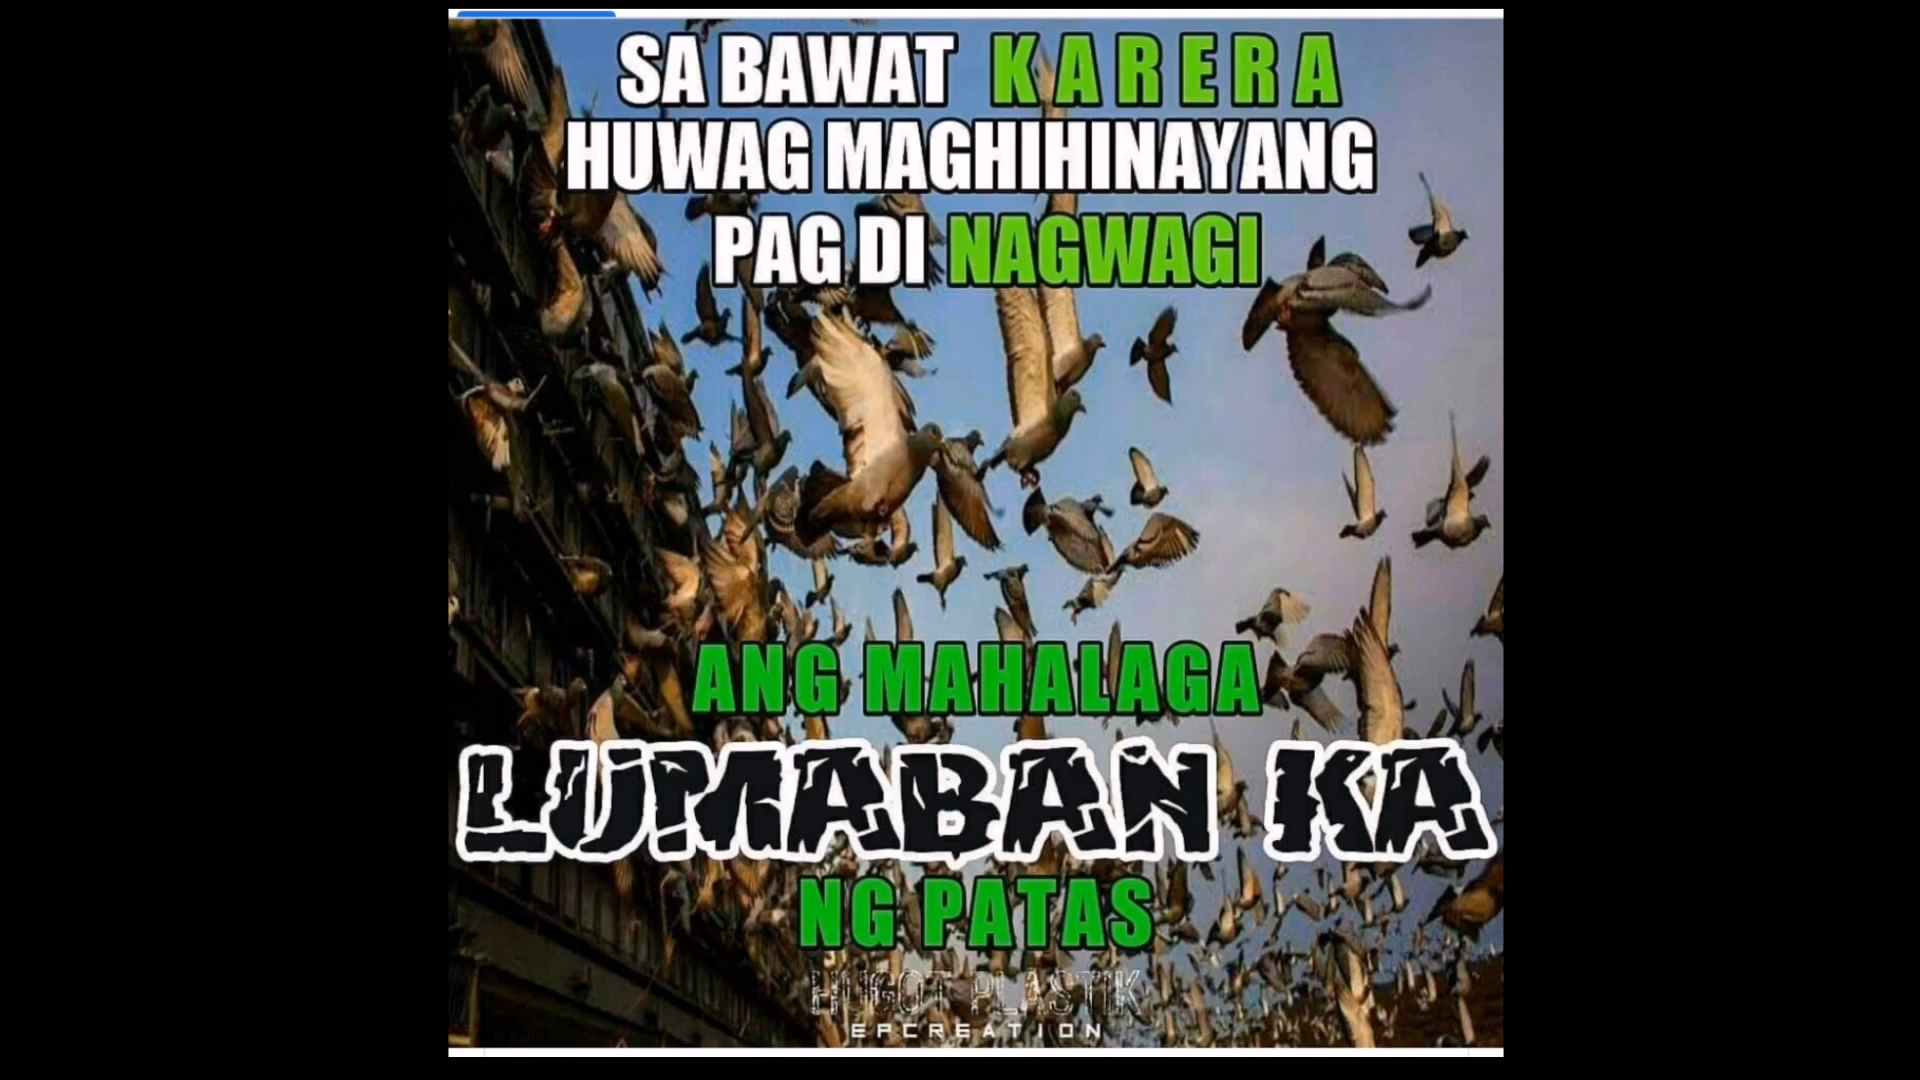 SA BAWAT KARERA
HUWAG MAGHIHINAYANG
PAG DI NAGWAGI
ANG MAHALAGA
LUMABAN KA
NG PATAS
HUGOT PLASTIK
EPCREATION